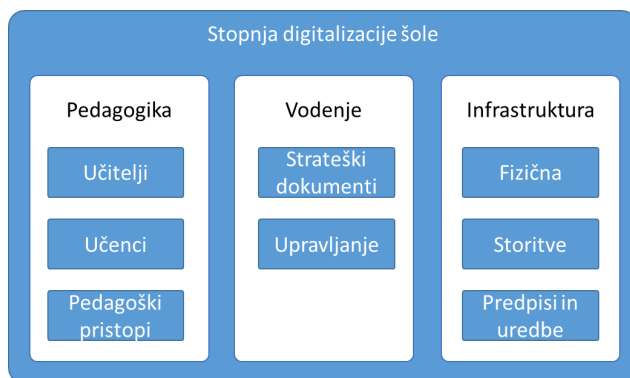 Stopnja digitalizacije šole
Pedagogika
Učitelji
Učenci
Pedagoški
pristopi
Vodenje
Strateški
dokumenti
Upravljanje
Infrastruktura
Fizična
Storitve
Predpisi in
uredbe